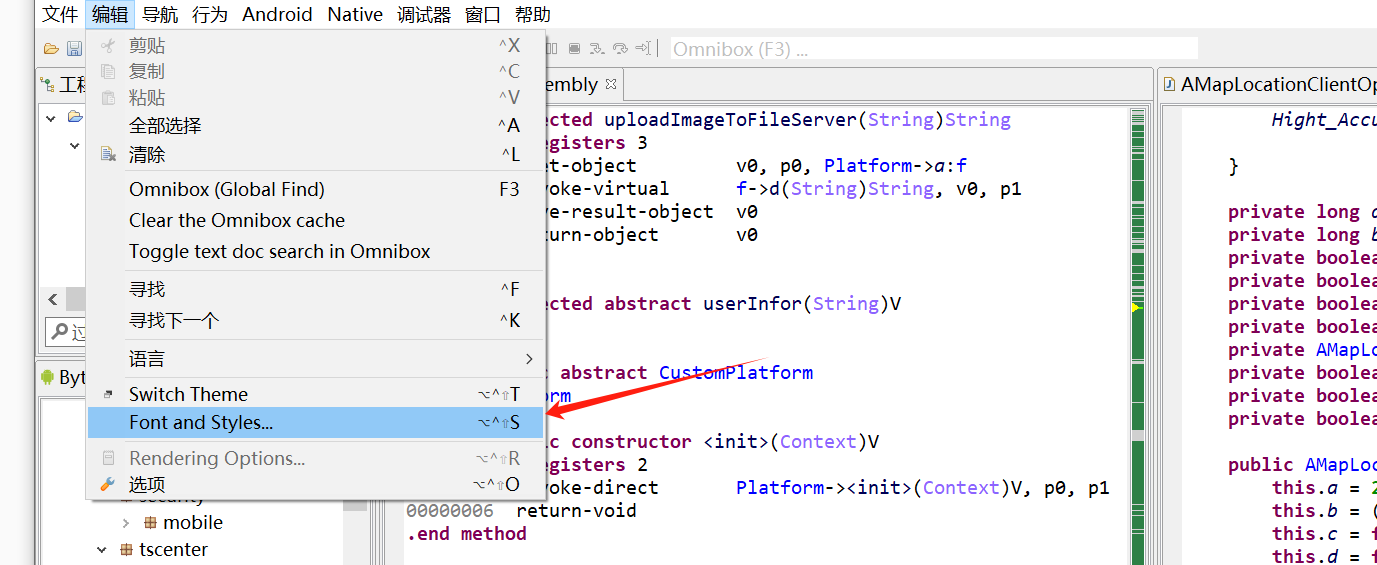 文件 编辑 导航 行为 Android Native 调试器 窗口 帮助
Omnibox (F3) ...
剪贴 ^X
复制 ^C
粘贴 ^V
全部选择 ^A
清除 ^L
Omnibox (Global Find) F3
Clear the Omnibox cache
Toggle text doc search in Omnibox
寻找 ^F
寻找下一个 ^K
语言
Switch Theme ⌥^⇧T
Font and Styles... ⌥^⇧S
Rendering Options... ⌥^⇧R
选项 ⌥^⇧O
工程
过
Byt
security
mobile
tscenter
embly
ected uploadImageToFileServer(String)String
egisters 3
et-object v0, p0, Platform->a:f
voke-virtual f->d(String)String, v0, p1
ve-result-object v0
turn-object v0
ected abstract userInfor(String)V
c abstract CustomPlatform
orm
ic constructor <init>(Context)V
egisters 2
voke-direct Platform-><init>(Context)V, p0, p1
00000006 return-void
.end method
AMapLocationClientOp
Hight_Accu
}
private long a
private long b
private boolea
private boolea
private boolea
private boolea
private AMapLo
private boolea
private boolea
private boolea
public AMapLoc
this.a = 2
this.b = (
this.c = f
this.d = f